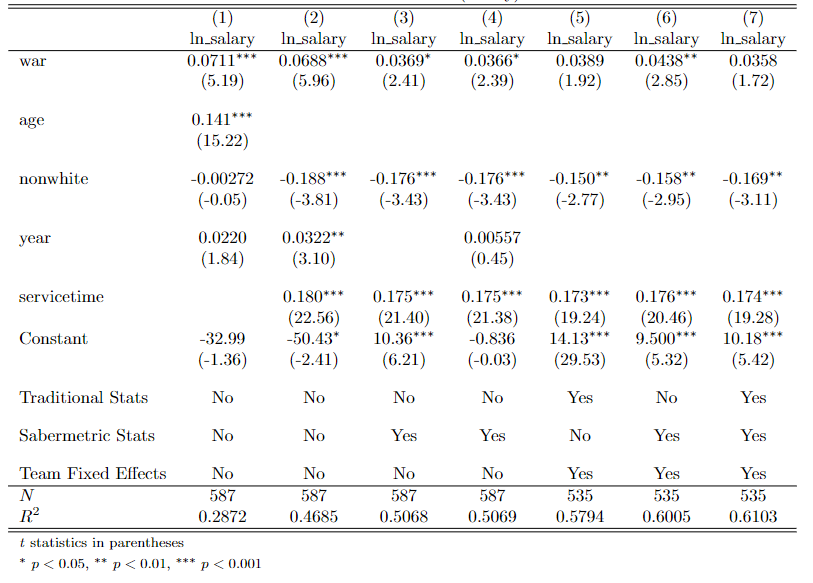 (1) (2) (3) (4) (5) (6) (7)
ln_salary ln_salary ln_salary ln_salary ln_salary ln_salary ln_salary
war 0.0711*** 0.0688*** 0.0369* 0.0366* 0.0389 0.0438** 0.0358
(5.19) (5.96) (2.41) (2.39) (1.92) (2.85) (1.72)
age 0.141***
(15.22)
nonwhite -0.00272 -0.188*** -0.176*** -0.176*** -0.150** -0.158** -0.169**
(-0.05) (-3.81) (-3.43) (-3.43) (-2.77) (-2.95) (-3.11)
year 0.0220 0.0322** 0.00557
(1.84) (3.10) (0.45)
servicetime 0.180*** 0.175*** 0.175*** 0.173*** 0.176*** 0.174***
(22.56) (21.40) (21.38) (19.24) (20.46) (19.28)
Constant -32.99 -50.43* 10.36*** -0.836 14.13*** 9.500*** 10.18***
(-1.36) (-2.41) (6.21) (-0.03) (29.53) (5.32) (5.42)
Traditional Stats No No No No Yes No Yes
Sabermetric Stats No No Yes Yes No Yes Yes
Team Fixed Effects No No No No Yes Yes Yes
N 587 587 587 587 535 535 535
R² 0.2872 0.4685 0.5068 0.5069 0.5794 0.6005 0.6103
t statistics in parentheses
* p < 0.05, ** p < 0.01, *** p < 0.001